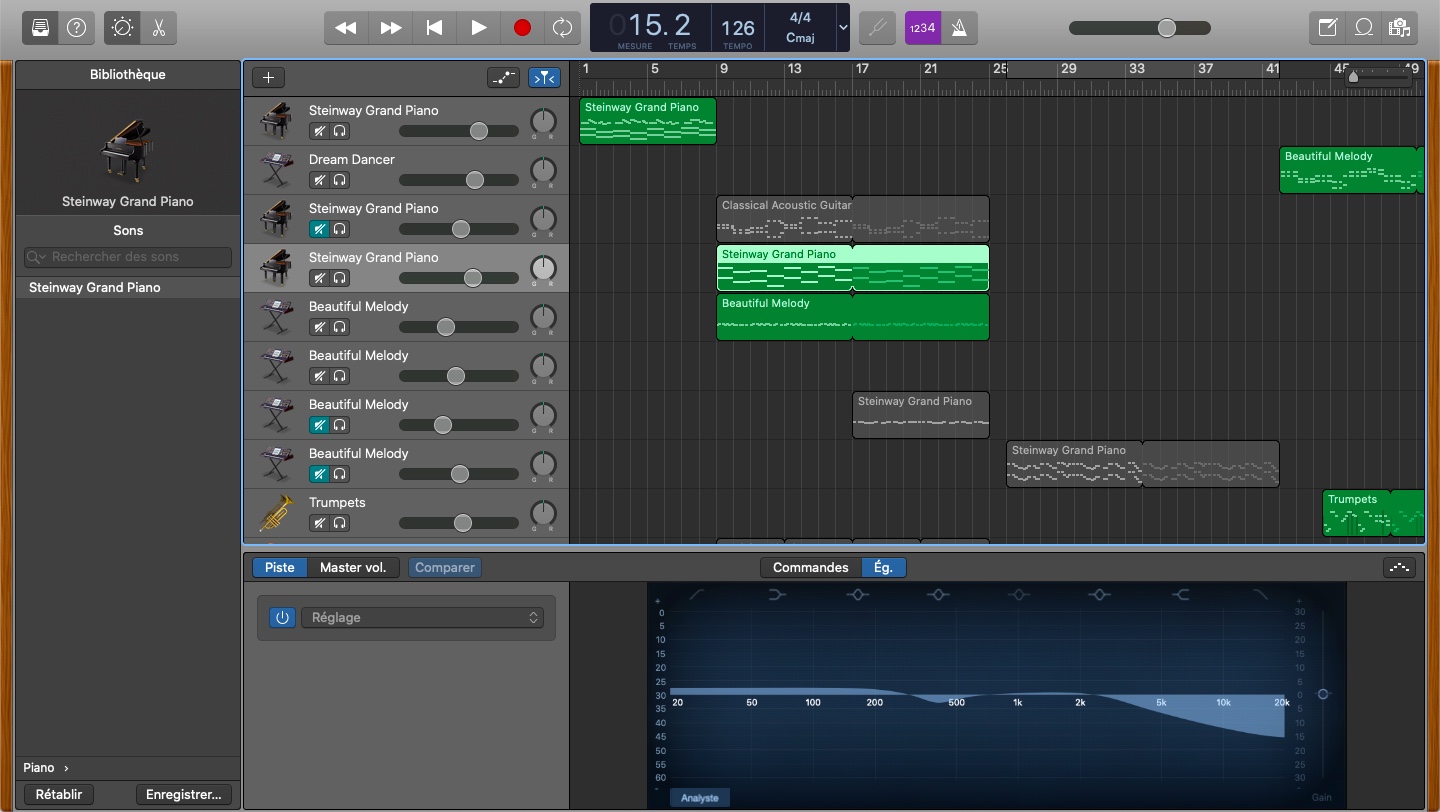 015.2 126 4/4 Cmaj
MESURE TEMPS TEMPO
1234
Bibliothèque
Steinway Grand Piano
Sons
Rechercher des sons
Steinway Grand Piano
Piano ›
Rétablir Enregistrer...
1 5 9 13 17 21 25 29 33 37 41 45 49
Steinway Grand Piano
G R
Dream Dancer
G R
Steinway Grand Piano
G R
Steinway Grand Piano
G R
Beautiful Melody
G R
Beautiful Melody
G R
Beautiful Melody
G R
Beautiful Melody
G R
Trumpets
G R
Steinway Grand Piano
Beautiful Melody
Classical Acoustic Guitar
Steinway Grand Piano
Beautiful Melody
Steinway Grand Piano
Steinway Grand Piano
Trumpets
Piste Master vol. Comparer Commandes Ég.
Réglage
+ +
0 30
5 25
10 20
15 15
20 10
25 5
30 0
20 50 100 200 500 1k 2k 5k 10k 20k
35 5
40 10
45 15
50 20
55 25
60 30
- -
Analyste Gain